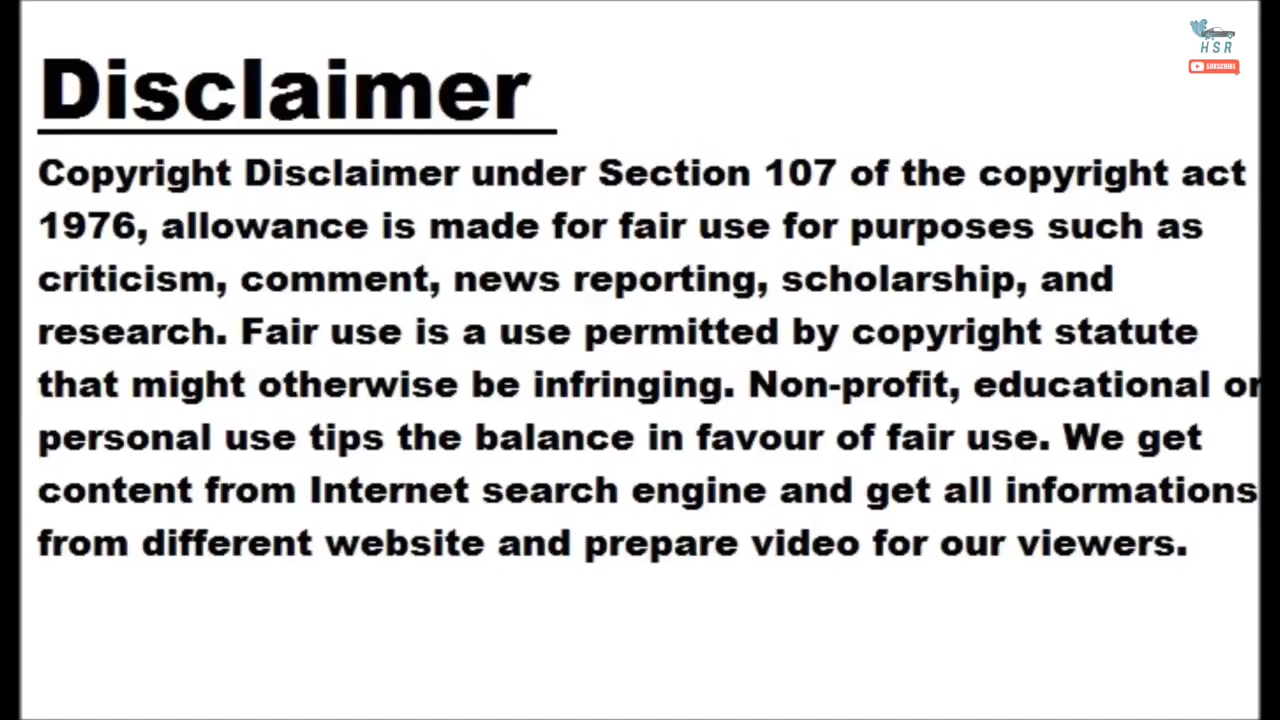 HSR
SUBSCRIBE
Disclaimer
Copyright Disclaimer under Section 107 of the copyright act
1976, allowance is made for fair use for purposes such as
criticism, comment, news reporting, scholarship, and
research. Fair use is a use permitted by copyright statute
that might otherwise be infringing. Non-profit, educational or
personal use tips the balance in favour of fair use. We get
content from Internet search engine and get all informations
from different website and prepare video for our viewers.